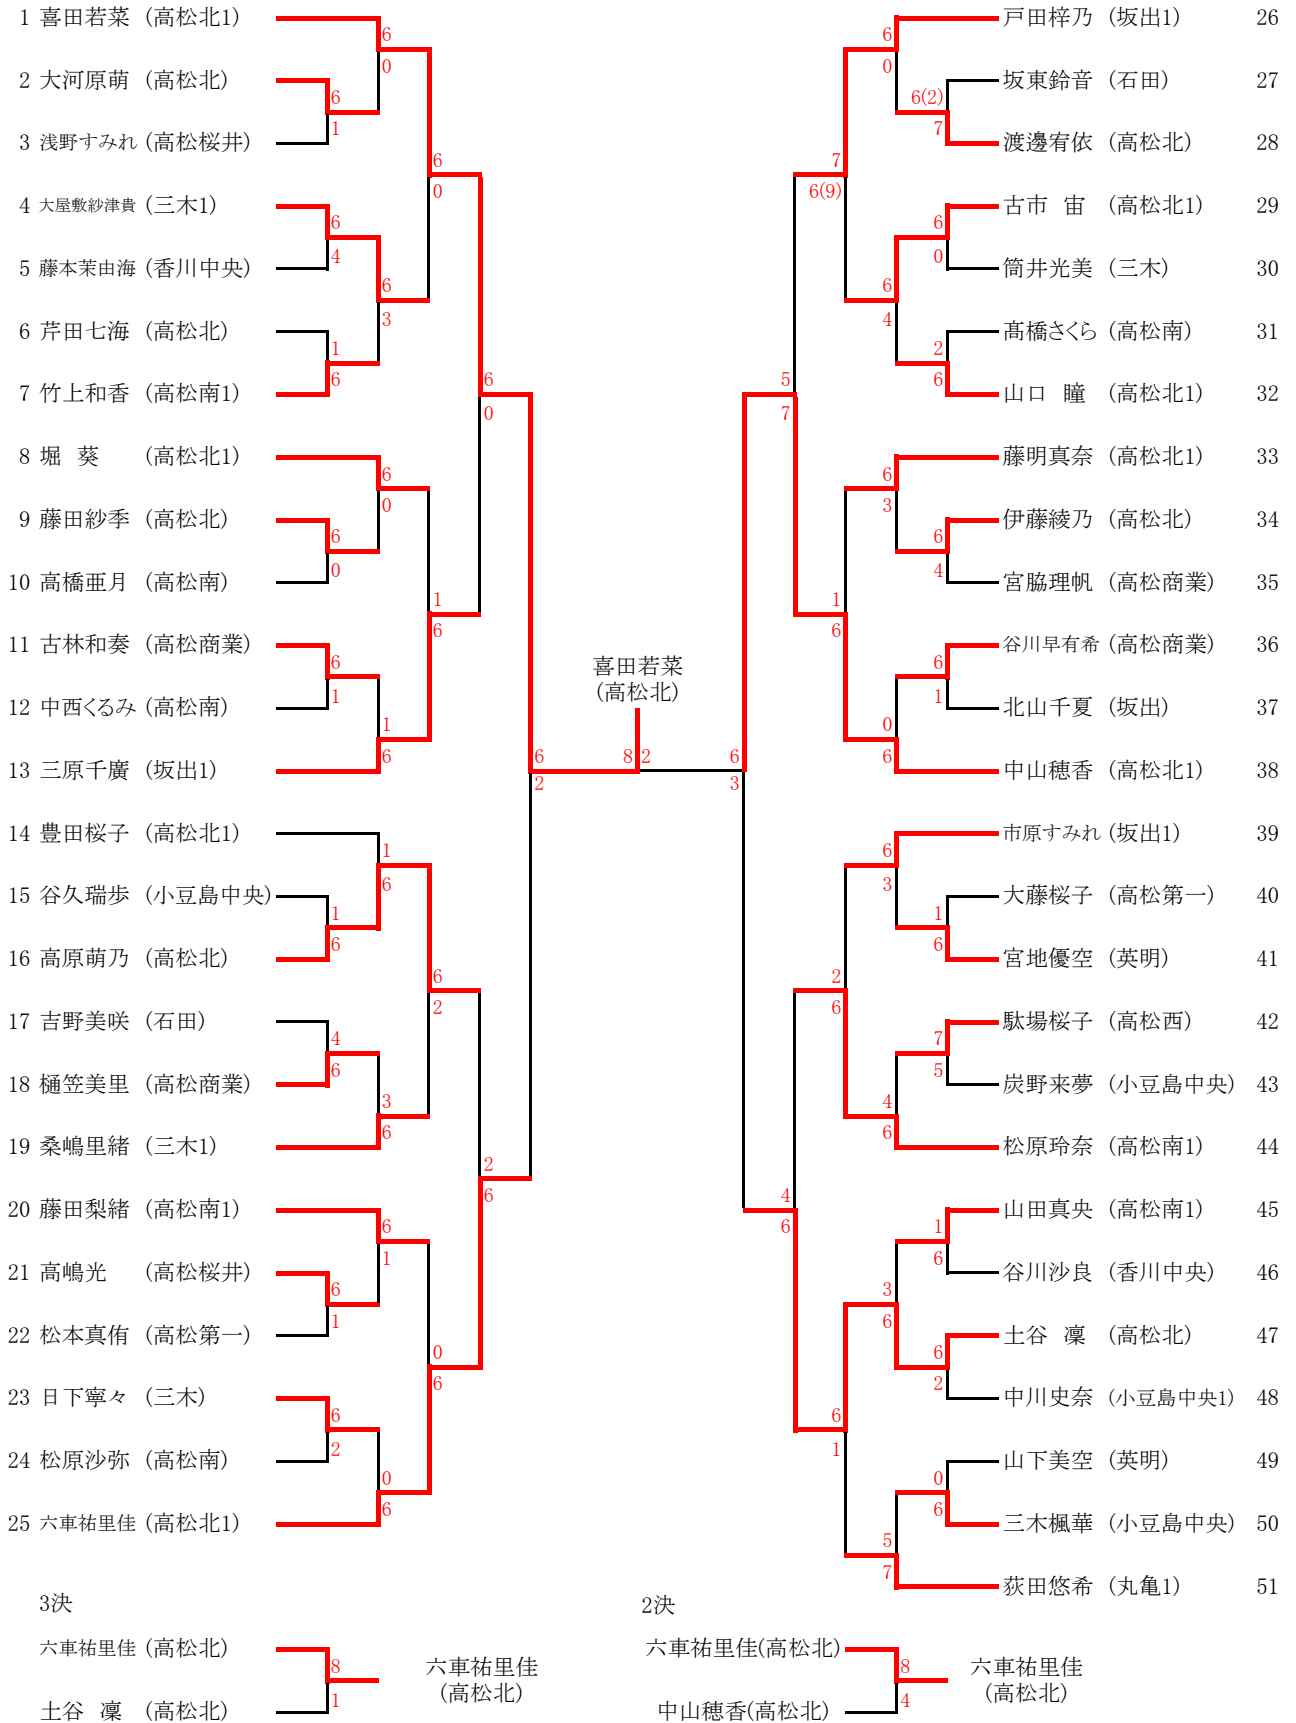 1 喜田若菜 (高松北1)
6
0
2 大河原萌 (高松北)
6
1
3 浅野すみれ (高松桜井)
6
0
4 大屋敷紗津貴 (三木1)
6
4
5 藤本茉由海 (香川中央)
6
3
6 芹田七海 (高松北)
1
6
7 竹上和香 (高松南1)
6
0
8 堀 葵 (高松北1)
6
0
9 藤田紗季 (高松北)
6
0
10 高橋亜月 (高松南)
1
6
11 古林和奏 (高松商業)
6
1
12 中西くるみ (高松南)
1
6
13 三原千廣 (坂出1)
6
2
14 豊田桜子 (高松北1)
1
6
15 谷久瑞歩 (小豆島中央)
1
6
16 高原萌乃 (高松北)
6
2
17 吉野美咲 (石田)
4
6
18 樋笠美里 (高松商業)
3
6
19 桑嶋里緒 (三木1)
2
6
20 藤田梨緒 (高松南1)
6
1
21 高嶋光 (高松桜井)
6
1
22 松本真侑 (高松第一)
0
6
23 日下寧々 (三木)
6
2
24 松原沙弥 (高松南)
0
6
25 六車祐里佳 (高松北1)
喜田若菜
(高松北)
8 2
戸田梓乃 (坂出1) 26
6
0
坂東鈴音 (石田) 27
6(2)
7
渡邊宥依 (高松北) 28
7
6(9)
古市 宙 (高松北1) 29
6
0
筒井光美 (三木) 30
6
4
髙橋さくら (高松南) 31
2
6
山口 瞳 (高松北1) 32
5
7
藤明真奈 (高松北1) 33
6
3
伊藤綾乃 (高松北) 34
6
4
宮脇理帆 (高松商業) 35
1
6
谷川早有希 (高松商業) 36
6
1
北山千夏 (坂出) 37
0
6
中山穂香 (高松北1) 38
6
3
市原すみれ (坂出1) 39
6
3
大藤桜子 (高松第一) 40
1
6
宮地優空 (英明) 41
2
6
駄場桜子 (高松西) 42
7
5
炭野来夢 (小豆島中央) 43
4
6
松原玲奈 (高松南1) 44
4
6
山田真央 (高松南1) 45
1
6
谷川沙良 (香川中央) 46
3
6
土谷 凜 (高松北) 47
6
2
中川史奈 (小豆島中央1) 48
6
1
山下美空 (英明) 49
0
6
三木楓華 (小豆島中央) 50
5
7
荻田悠希 (丸亀1) 51
3決
六車祐里佳 (高松北)
8
1
土谷 凜 (高松北)
六車祐里佳
(高松北)
2決
六車祐里佳(高松北)
8
4
中山穂香(高松北)
六車祐里佳
(高松北)